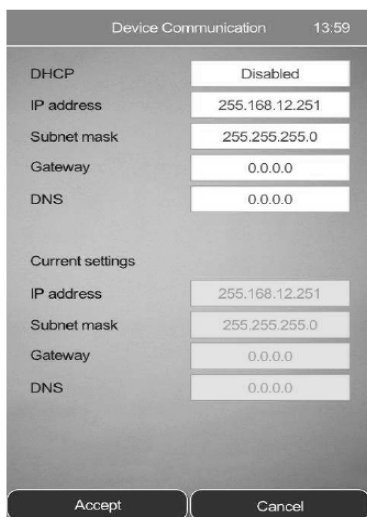 Device Communication 13:59
DHCP Disabled
IP address 255.168.12.251
Subnet mask 255.255.255.0
Gateway 0.0.0.0
DNS 0.0.0.0
Current settings
IP address 255.168.12.251
Subnet mask 255.255.255.0
Gateway 0.0.0.0
DNS 0.0.0.0
Accept Cancel